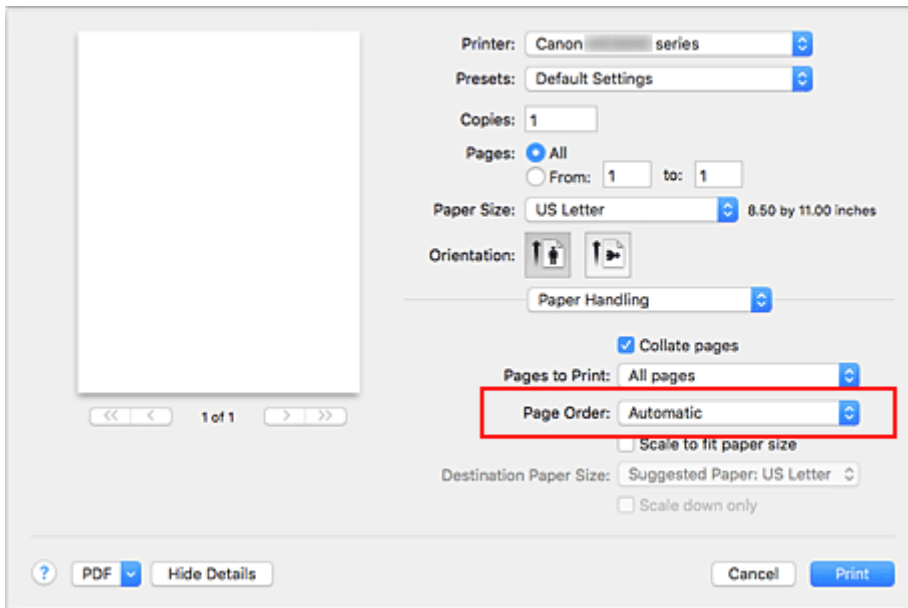 Printer: Canon series
Presets: Default Settings
Copies: 1
Pages: All
From: 1 to: 1
Paper Size: US Letter 8.50 by 11.00 inches
Orientation:
Paper Handling
Collate pages
Pages to Print: All pages
Page Order: Automatic
1 of 1
Scale to fit paper size
Destination Paper Size: Suggested Paper: US Letter
Scale down only
? PDF Hide Details Cancel Print